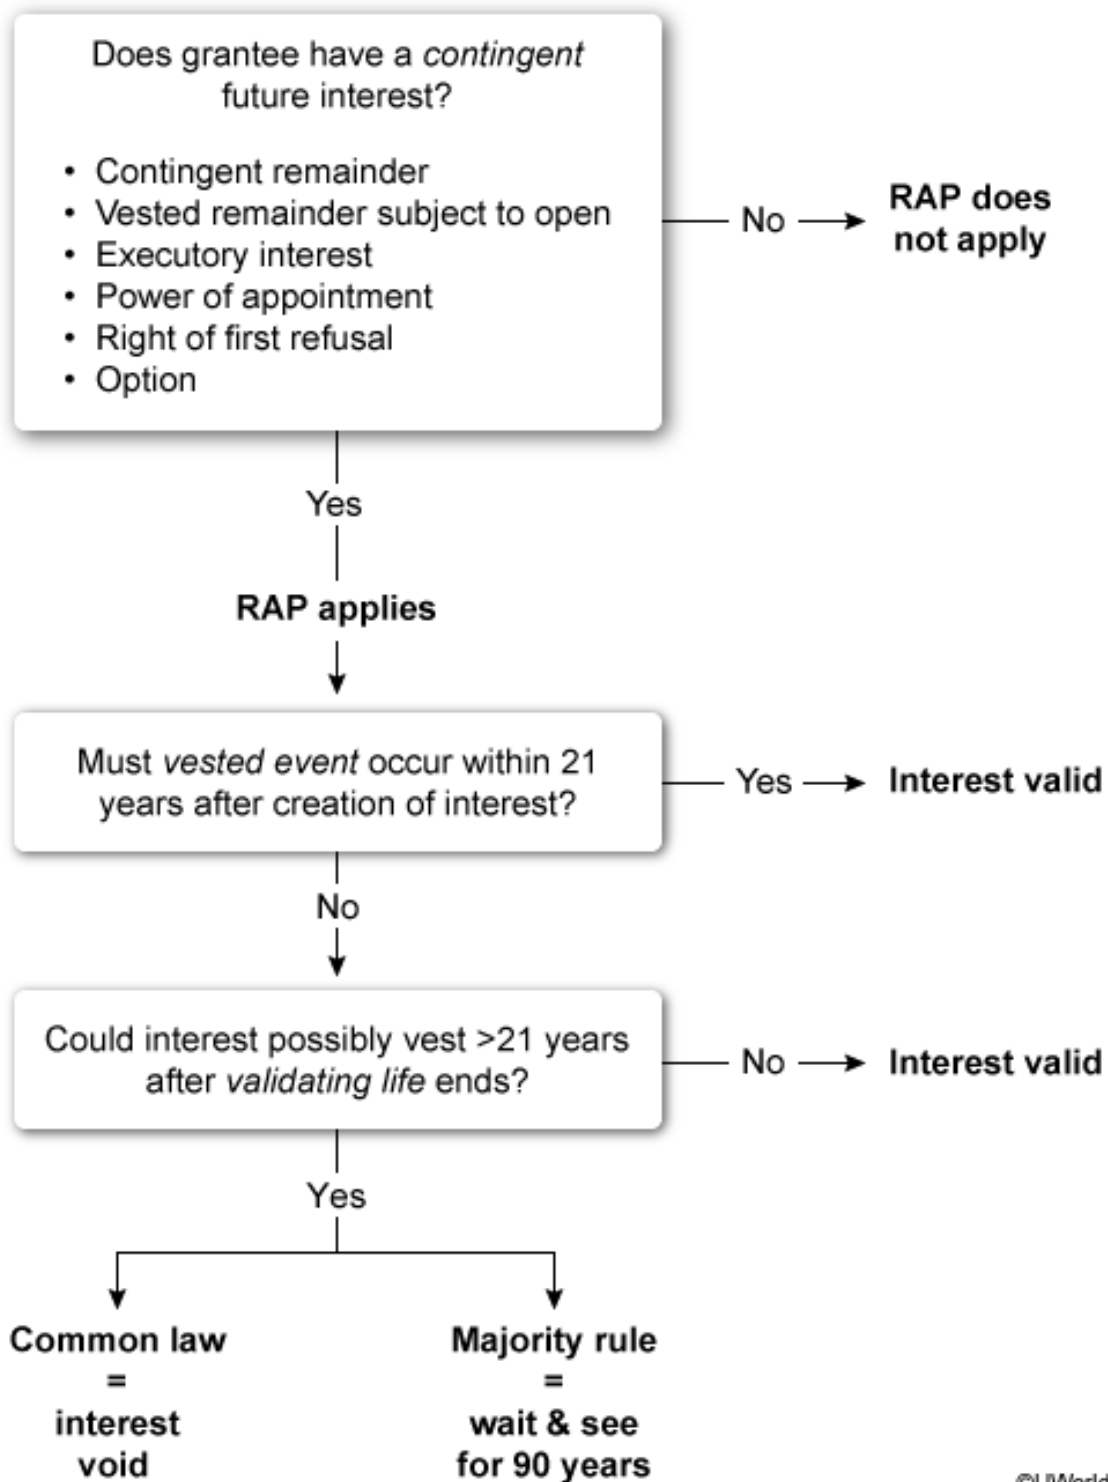 Does grantee have a contingent
future interest?
• Contingent remainder
• Vested remainder subject to open
• Executory interest
• Power of appointment
• Right of first refusal
• Option
No
RAP does
not apply
Yes
RAP applies
Must vested event occur within 21
years after creation of interest?
Yes
Interest valid
No
Could interest possibly vest >21 years
after validating life ends?
No
Interest valid
Yes
Common law
=
interest
void
Majority rule
=
wait & see
for 90 years
©UWorld